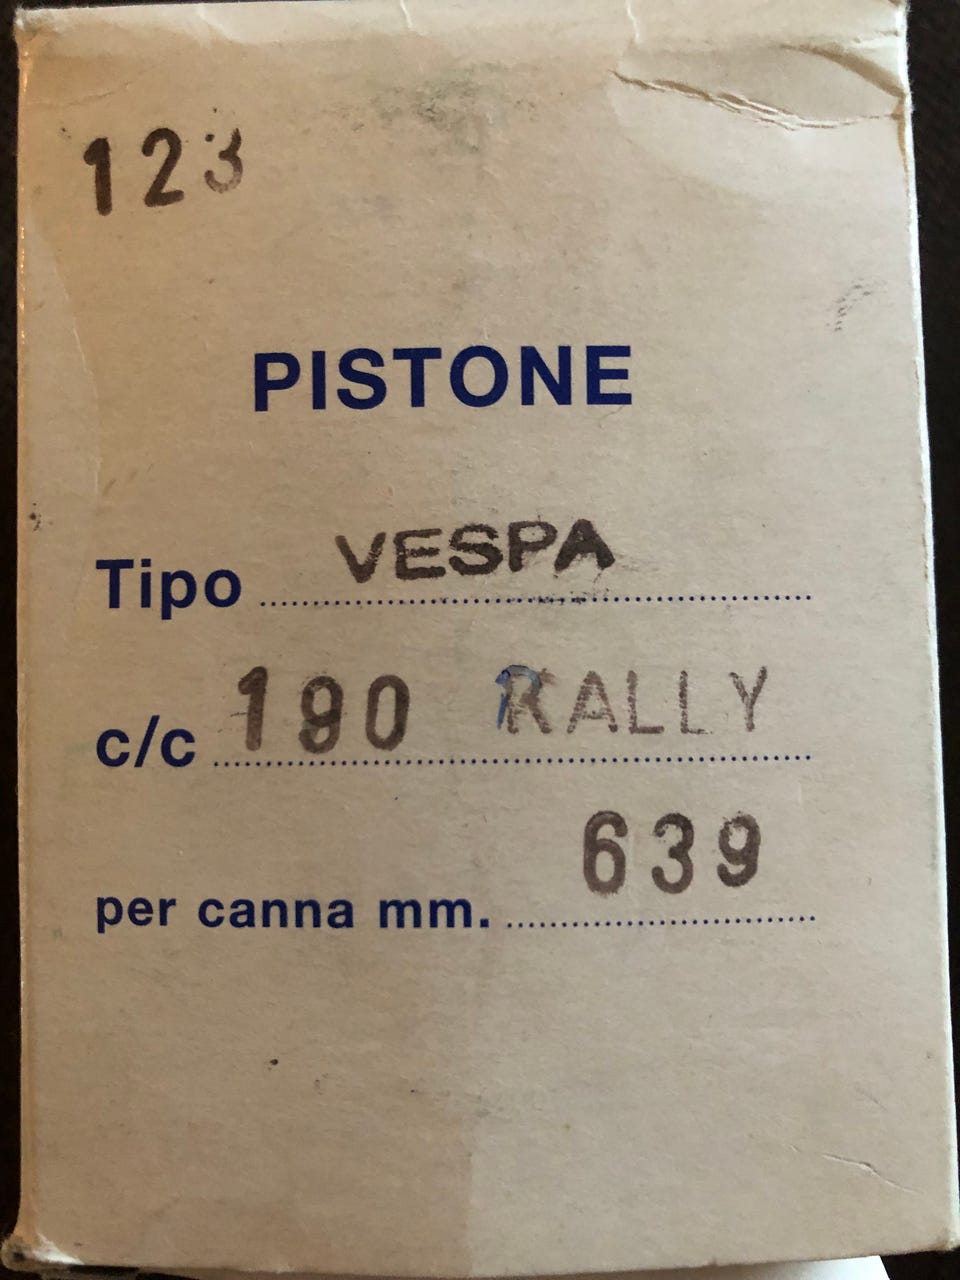 123
PISTONE
Tipo VESPA
c/c 190 RALLY
per canna mm. 639